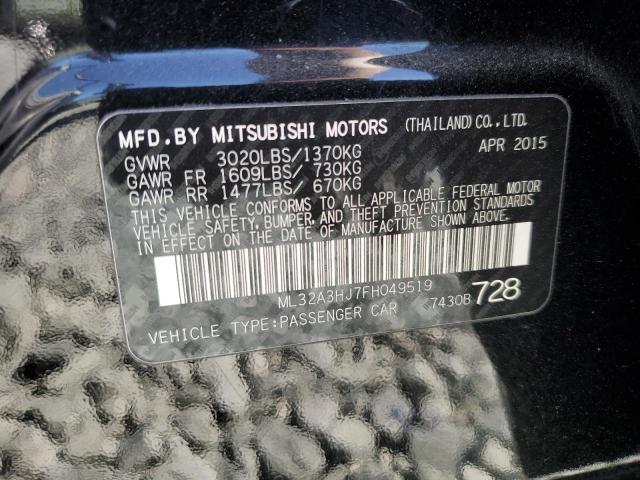 MFD.BY MITSUBISHI MOTORS (THAILAND) CO., LTD.
GVWR 3020LBS/1370KG APR 2015
GAWR FR 1609LBS/ 730KG
GAWR RR 1477LBS/ 670KG
THIS VEHICLE CONFORMS TO ALL APPLICABLE FEDERAL MOTOR
VEHICLE SAFETY, BUMPER, AND THEFT PREVENTION STANDARDS
IN EFFECT ON THE DATE OF MANUFACTURE SHOWN ABOVE.
ML32A3HJ7FH049519
VEHICLE TYPE:PASSENGER CAR 7430B 728